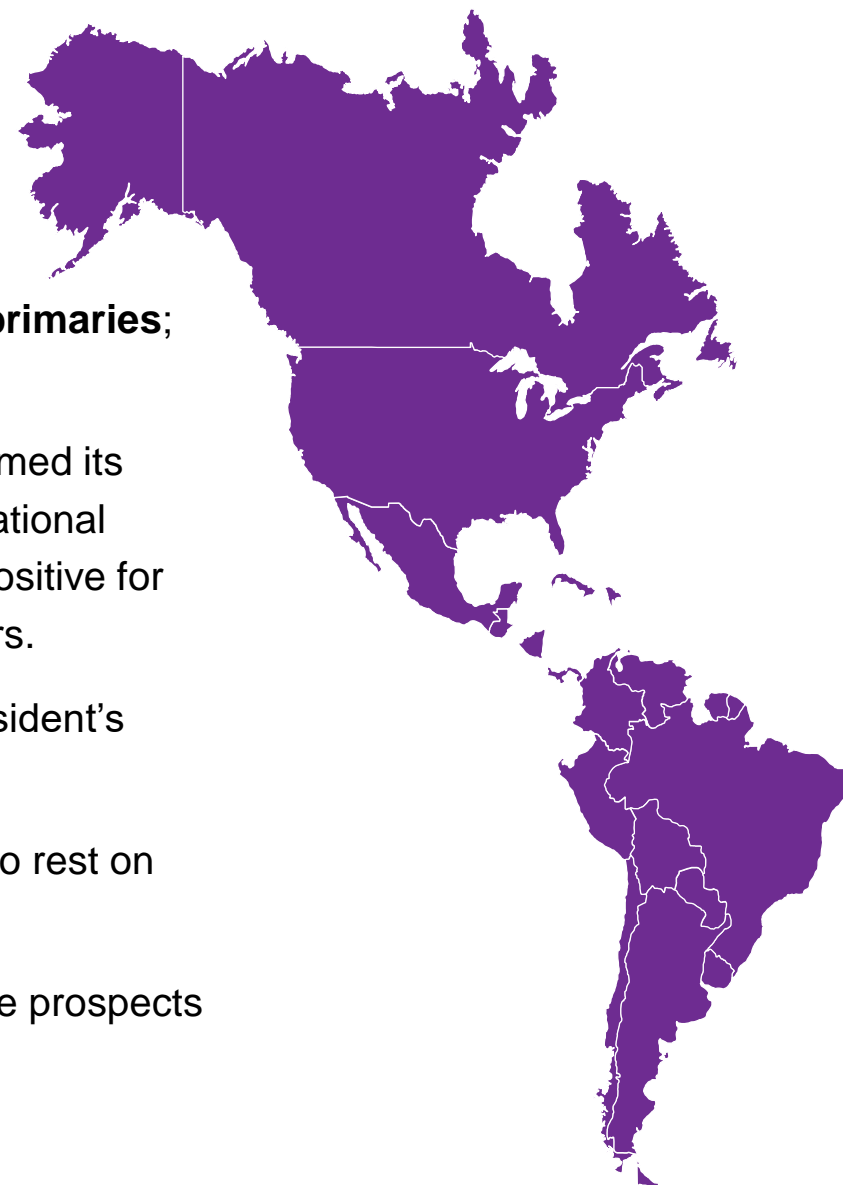 primaries;
med its
ational
ositive for
rs.
sident’s
o rest on
e prospects